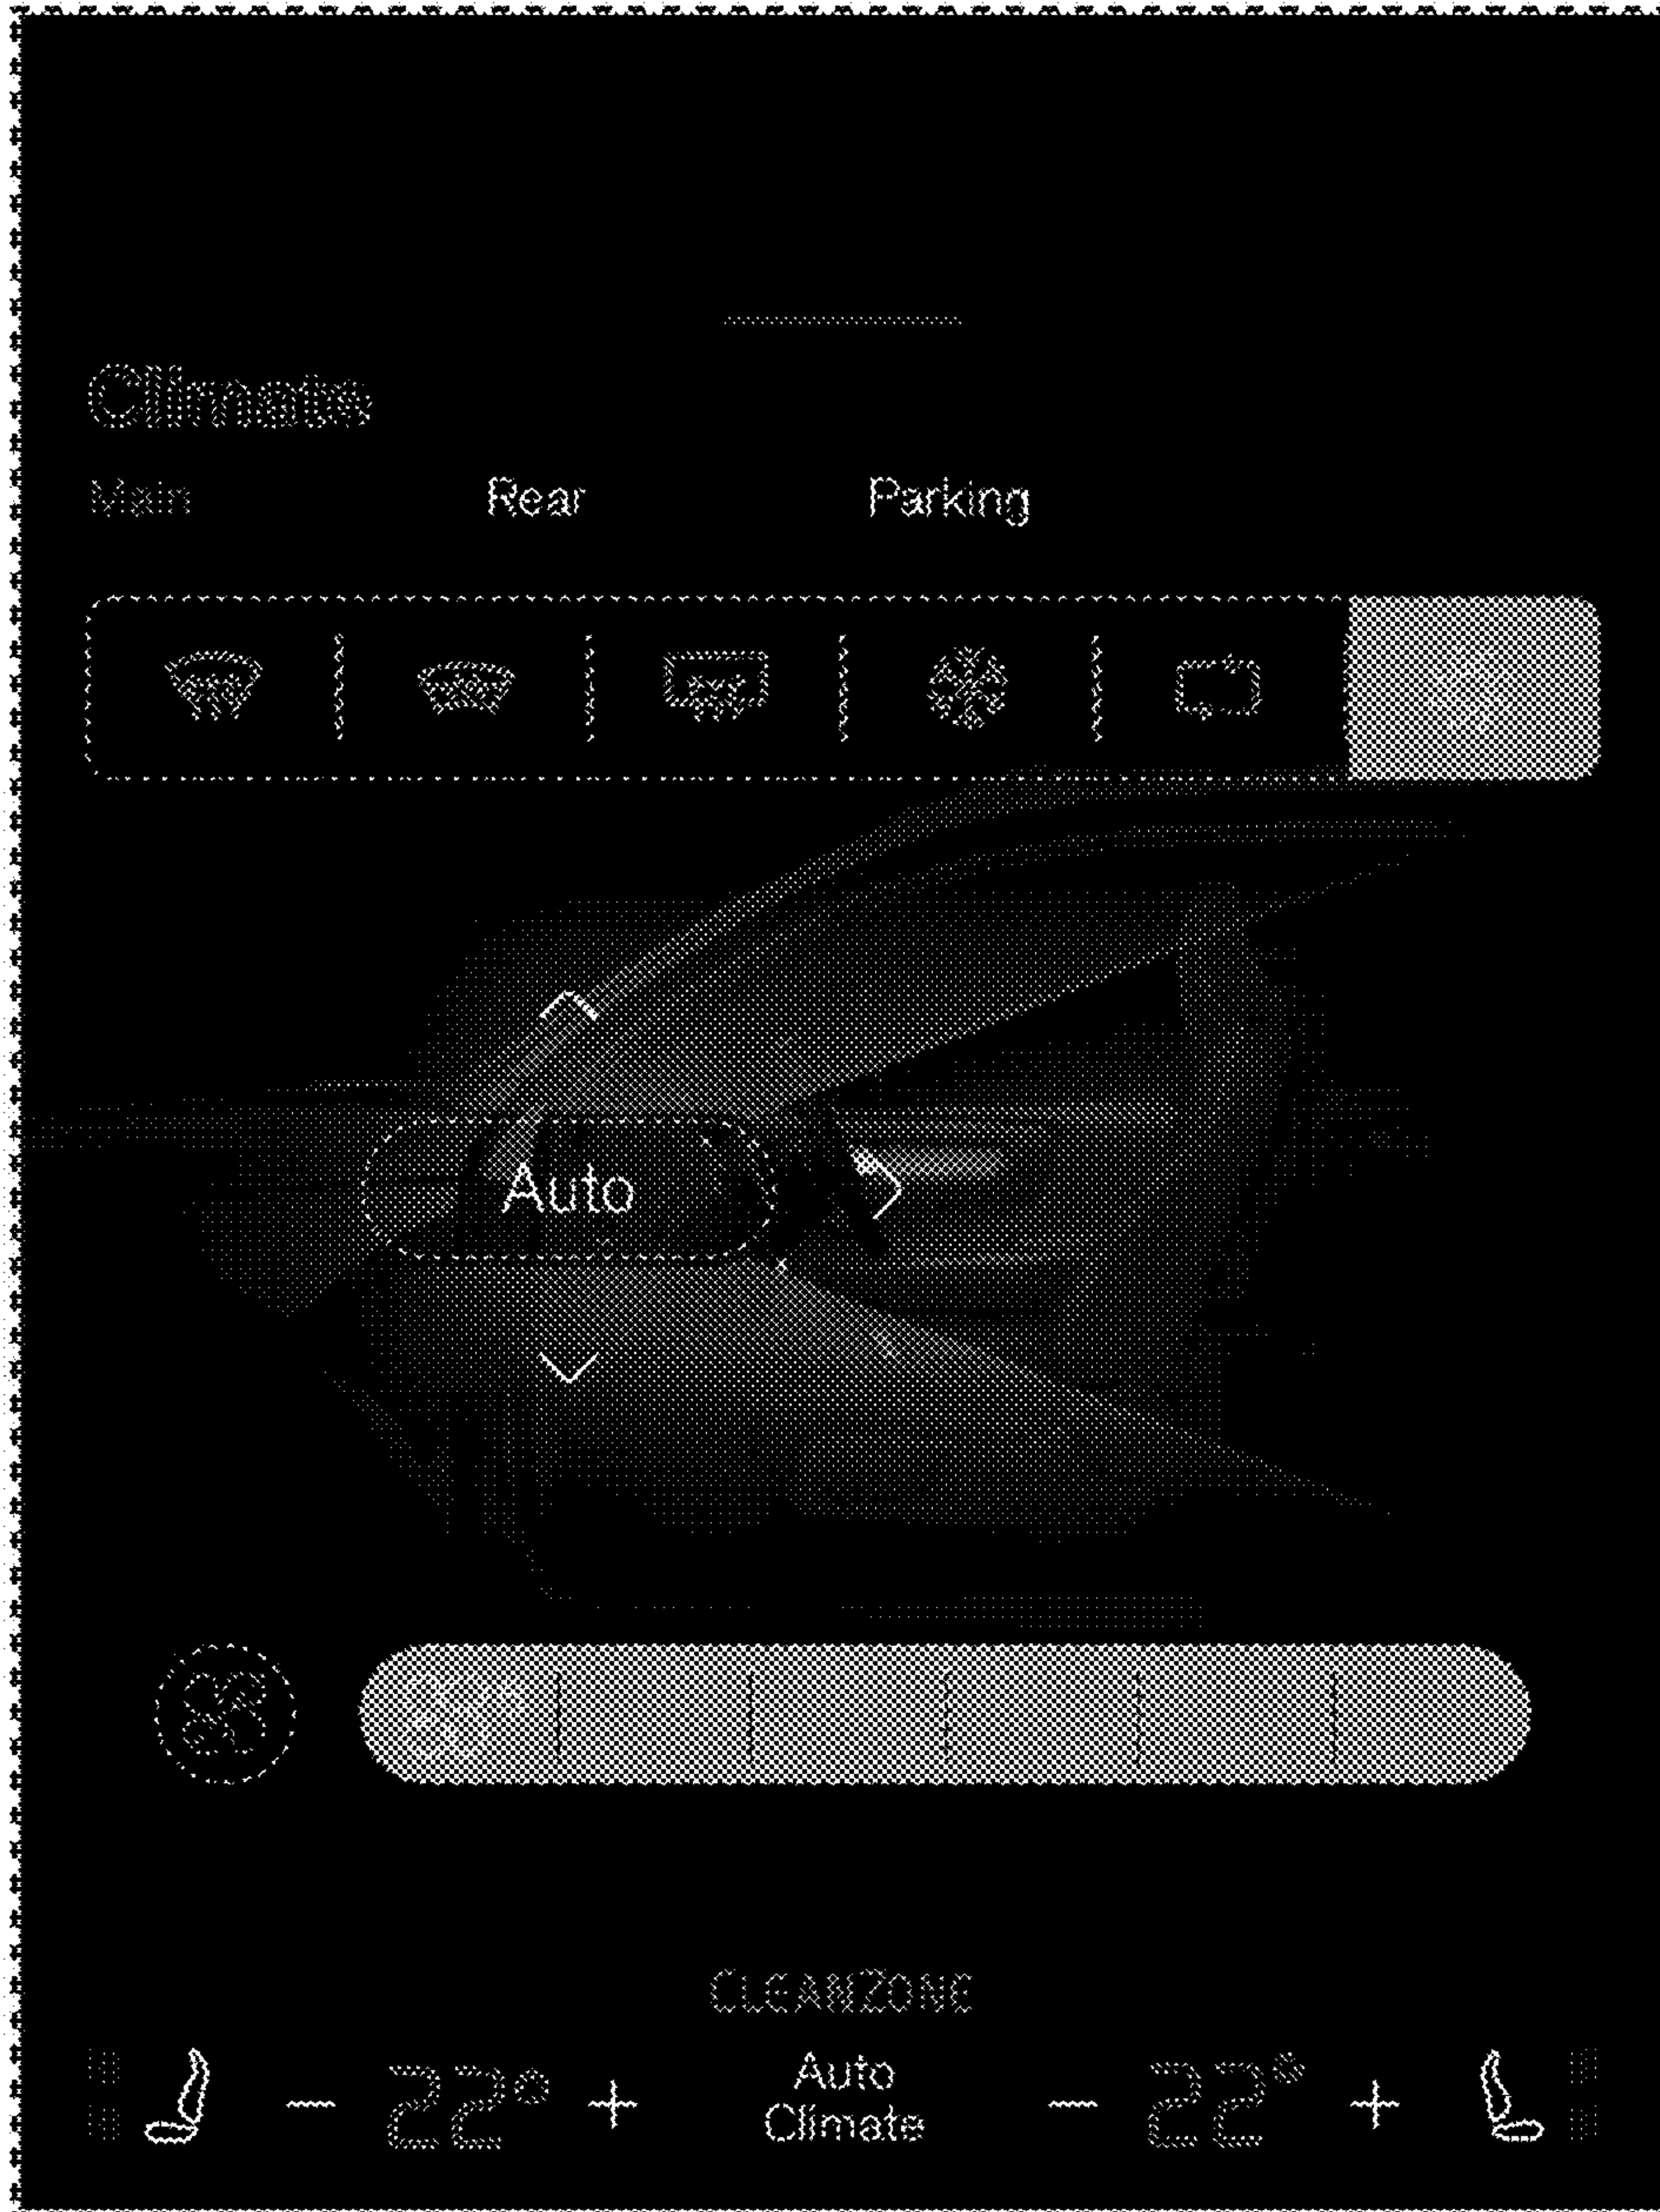 Climate
Main Rear Parking
Auto
CLEANZONE
22° Auto Climate 22°